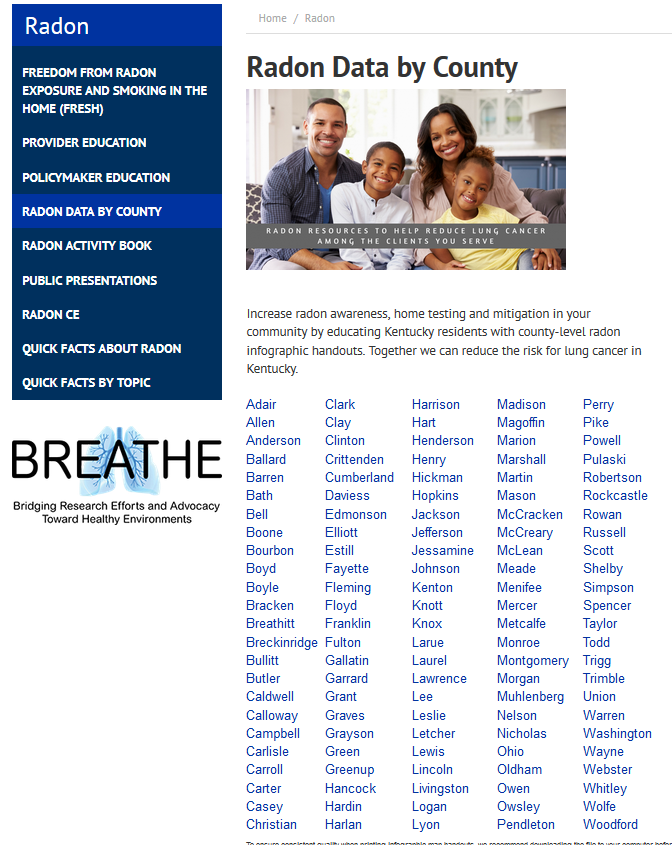 Radon
FREEDOM FROM RADON
EXPOSURE AND SMOKING IN THE
HOME (FRESH)
PROVIDER EDUCATION
POLICYMAKER EDUCATION
RADON DATA BY COUNTY
RADON ACTIVITY BOOK
PUBLIC PRESENTATIONS
RADON CE
QUICK FACTS ABOUT RADON
QUICK FACTS BY TOPIC
BREATHE
Bridging Research Efforts and Advocacy
Toward Healthy Environments
Home / Radon
Radon Data by County
RADON RESOURCES TO HELP REDUCE LUNG CANCER
AMONG THE CLIENTS YOU SERVE
Increase radon awareness, home testing and mitigation in your
community by educating Kentucky residents with county-level radon
infographic handouts. Together we can reduce the risk for lung cancer in
Kentucky.
Adair Clark Harrison Madison Perry
Allen Clay Hart Magoffin Pike
Anderson Clinton Henderson Marion Powell
Ballard Crittenden Henry Marshall Pulaski
Barren Cumberland Hickman Martin Robertson
Bath Daviess Hopkins Mason Rockcastle
Bell Edmonson Jackson McCracken Rowan
Boone Elliott Jefferson McCreary Russell
Bourbon Estill Jessamine McLean Scott
Boyd Fayette Johnson Meade Shelby
Boyle Fleming Kenton Menifee Simpson
Bracken Floyd Knott Mercer Spencer
Breathitt Franklin Knox Metcalfe Taylor
Breckinridge Fulton Larue Monroe Todd
Bullitt Gallatin Laurel Montgomery Trigg
Butler Garrard Lawrence Morgan Trimble
Caldwell Grant Lee Muhlenberg Union
Calloway Graves Leslie Nelson Warren
Campbell Grayson Letcher Nicholas Washington
Carlisle Green Lewis Ohio Wayne
Carroll Greenup Lincoln Oldham Webster
Carter Hancock Livingston Owen Whitley
Casey Hardin Logan Owsley Wolfe
Christian Harlan Lyon Pendleton Woodford